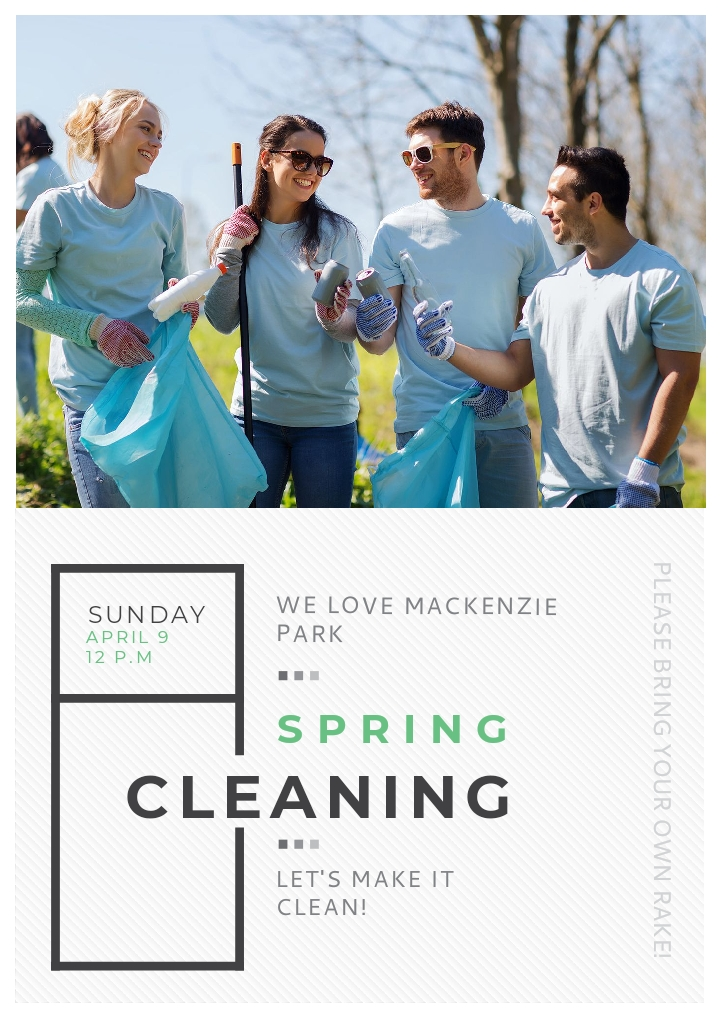 SUNDAY
APRIL 9
12 P.M
WE LOVE MACKENZIE
PARK
SPRING
CLEANING
LET'S MAKE IT
CLEAN!
PLEASE BRING YOUR OWN RAKE!